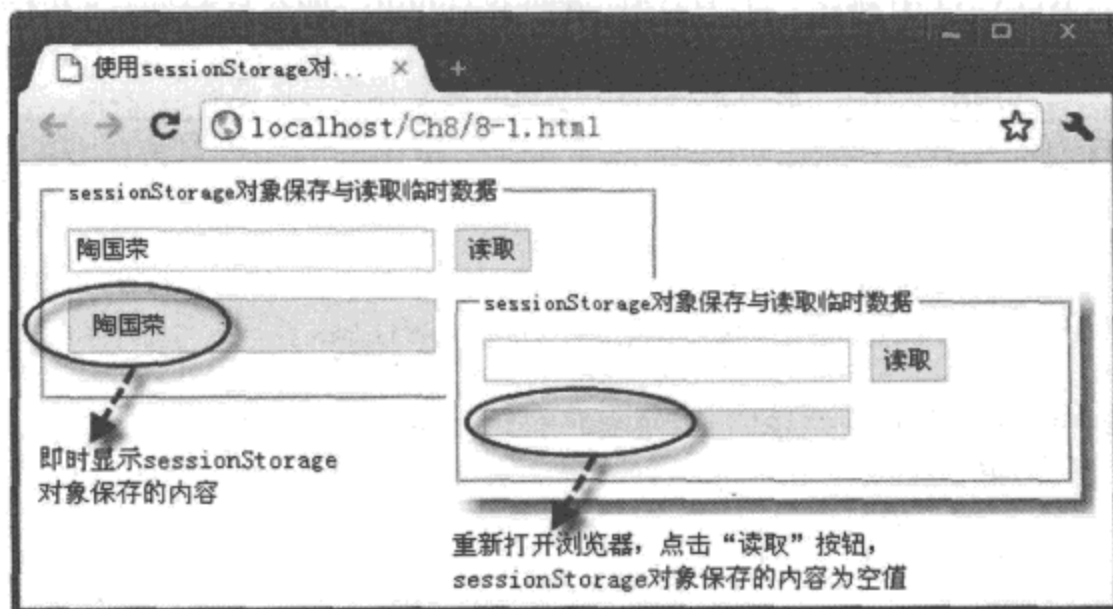 使用sessionStorage对...
localhost/Ch8/8-1.html
sessionStorage对象保存与读取临时数据
陶国荣
读取
陶国荣
即时显示sessionStorage
对象保存的内容
sessionStorage对象保存与读取临时数据
读取
重新打开浏览器，点击“读取”按钮，
sessionStorage对象保存的内容为空值